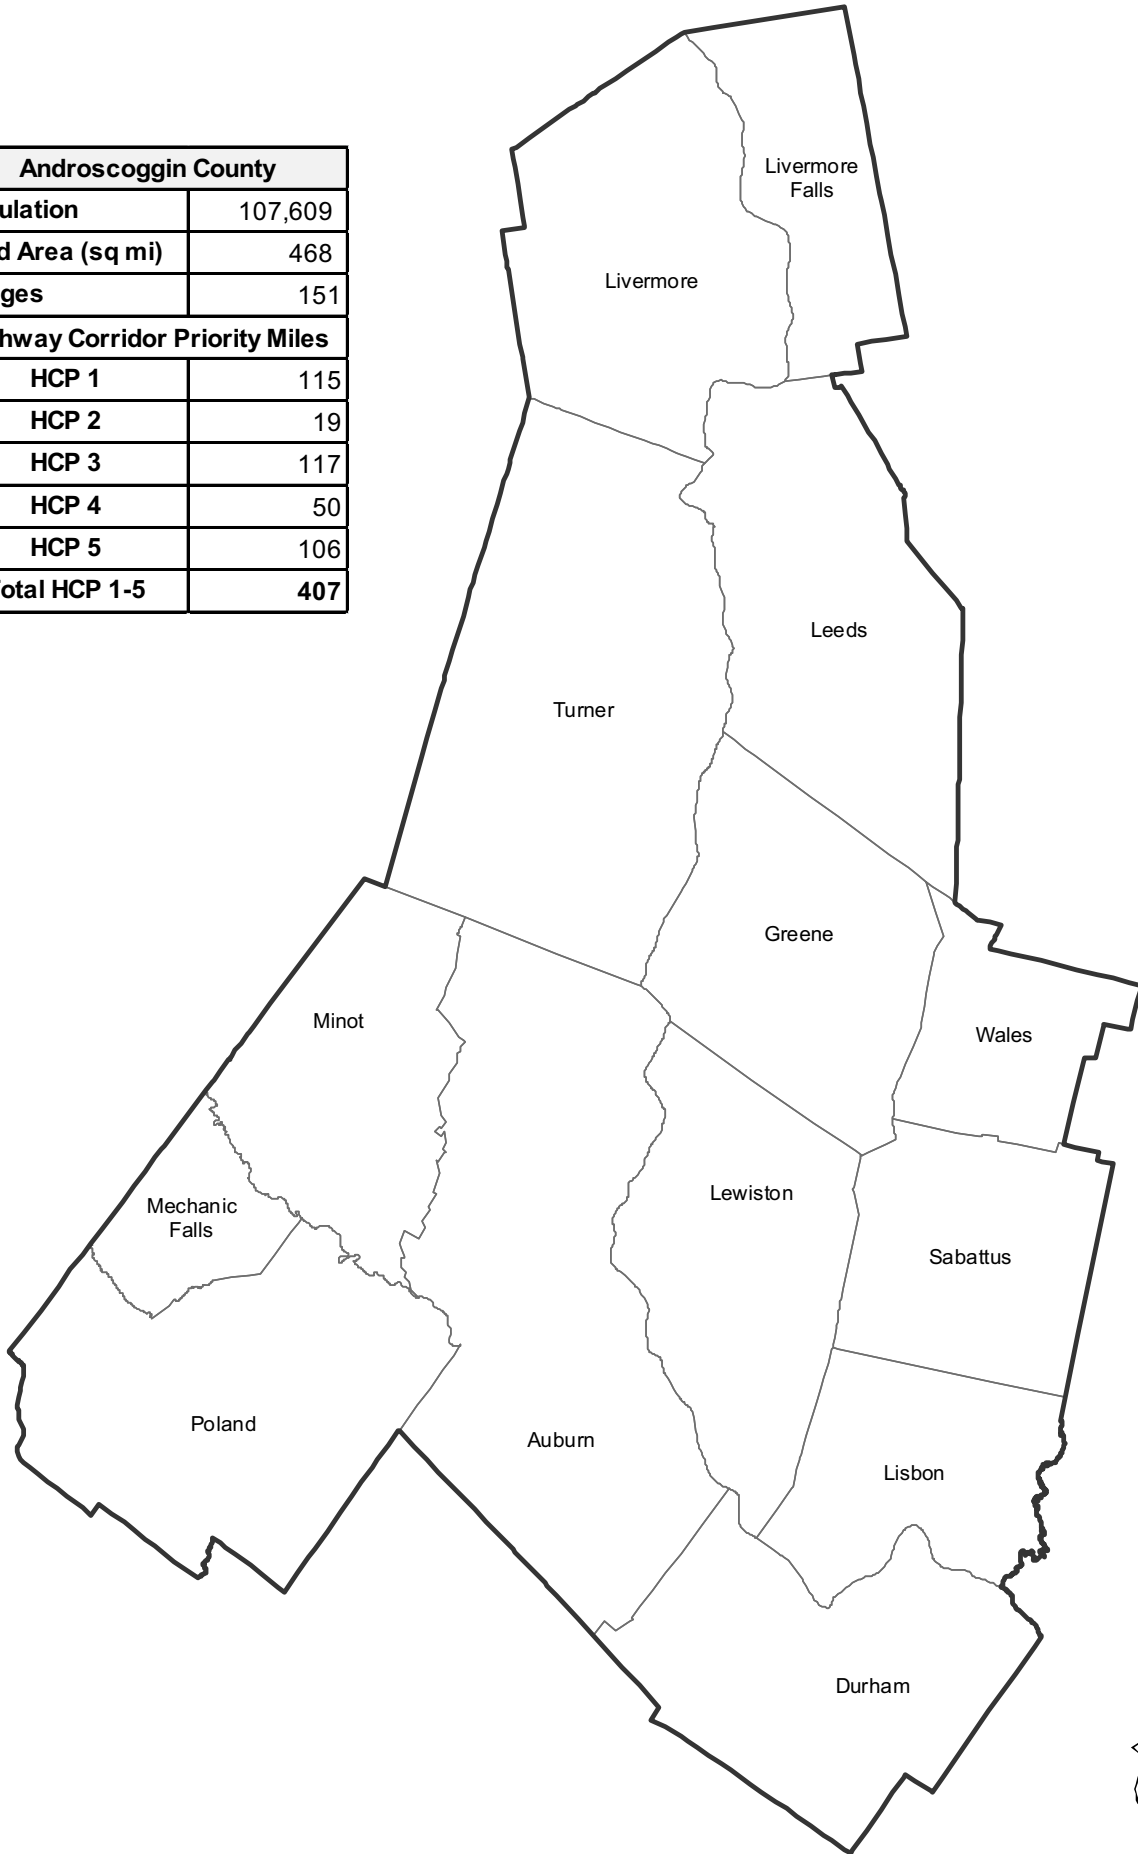 Androscoggin County
ulation 107,609
d Area (sq mi) 468
ges 151
hway Corridor Priority Miles
HCP 1 115
HCP 2 19
HCP 3 117
HCP 4 50
HCP 5 106
otal HCP 1-5 407
Livermore
Falls
Livermore
Leeds
Turner
Greene
Minot
Wales
Mechanic
Falls
Lewiston
Sabattus
Poland
Auburn
Lisbon
Durham